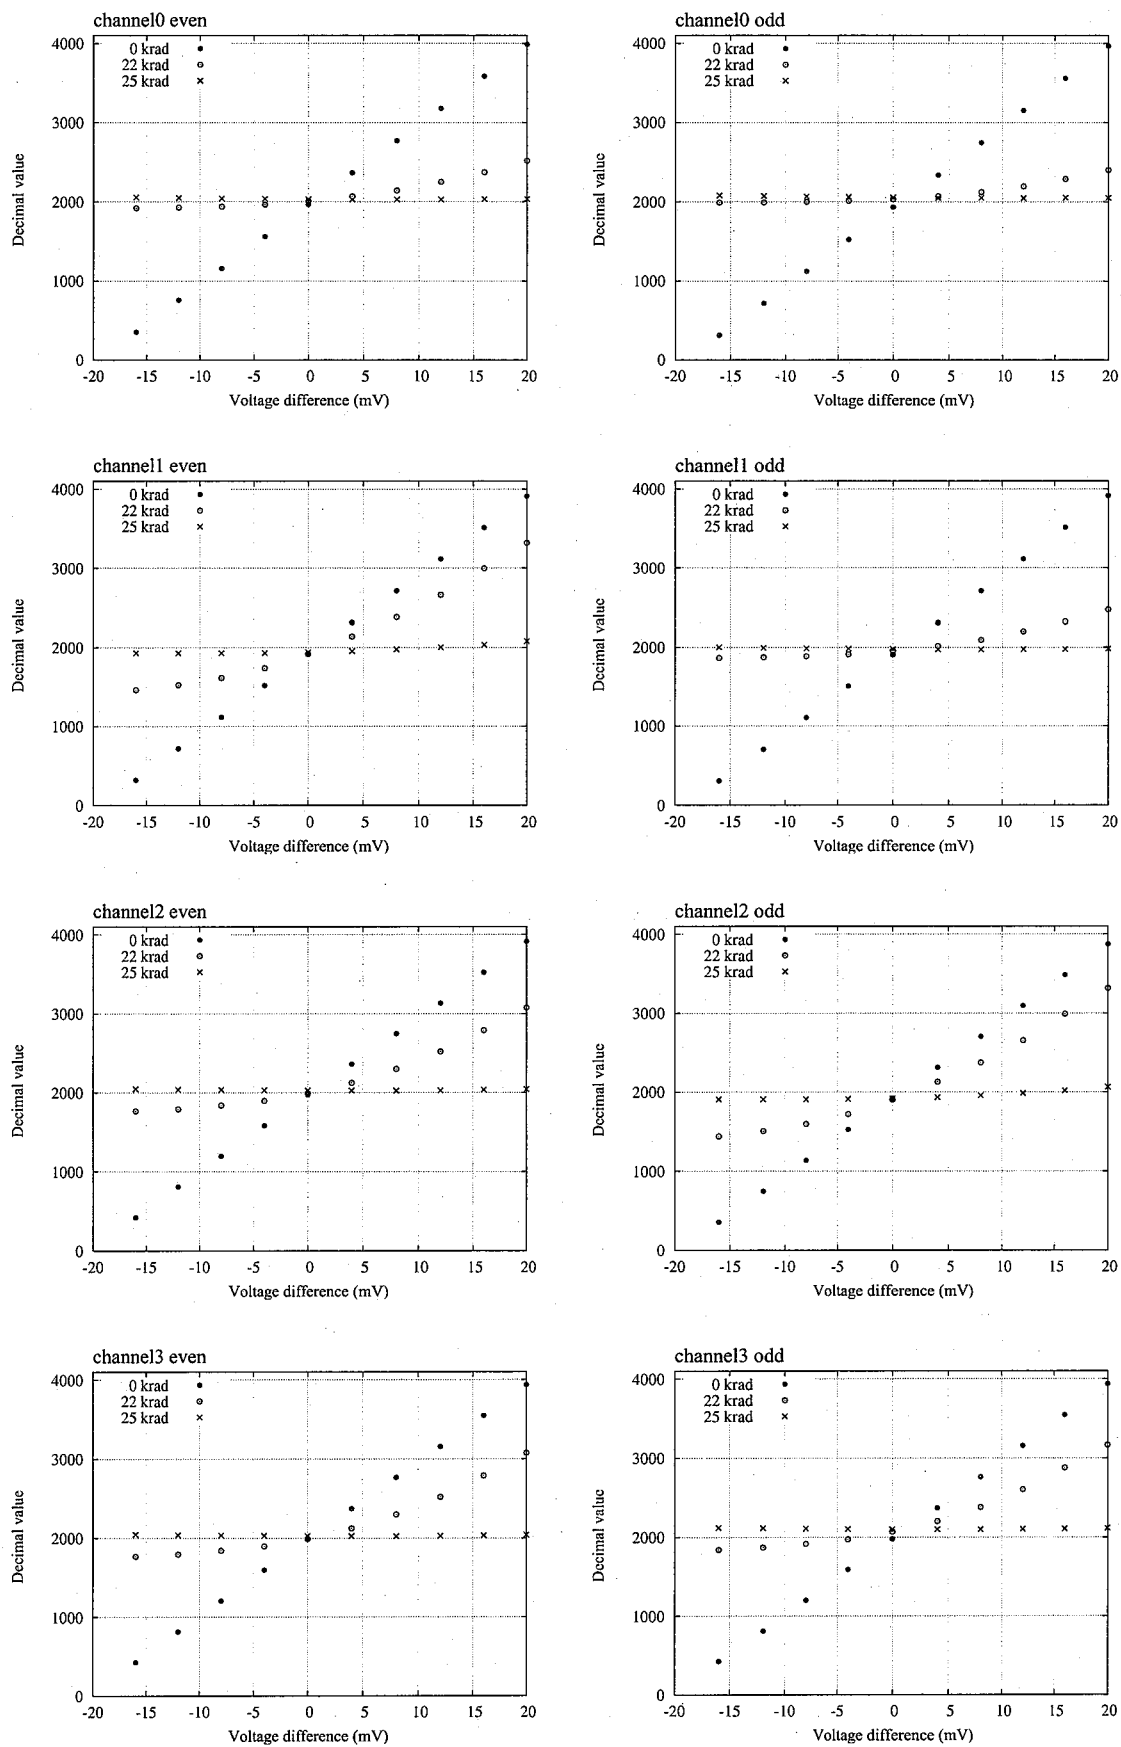 channel0 even
0 krad
22 krad
25 krad
4000
3000
2000
1000
0
Decimal value
-20 -15 -10 -5 0 5 10 15 20
Voltage difference (mV)
channel0 odd
0 krad
22 krad
25 krad
4000
3000
2000
1000
0
Decimal value
-20 -15 -10 -5 0 5 10 15 20
Voltage difference (mV)
channel1 even
0 krad
22 krad
25 krad
4000
3000
2000
1000
0
Decimal value
-20 -15 -10 -5 0 5 10 15 20
Voltage difference (mV)
channel1 odd
0 krad
22 krad
25 krad
4000
3000
2000
1000
0
Decimal value
-20 -15 -10 -5 0 5 10 15 20
Voltage difference (mV)
channel2 even
0 krad
22 krad
25 krad
4000
3000
2000
1000
0
Decimal value
-20 -15 -10 -5 0 5 10 15 20
Voltage difference (mV)
channel2 odd
0 krad
22 krad
25 krad
4000
3000
2000
1000
0
Decimal value
-20 -15 -10 -5 0 5 10 15 20
Voltage difference (mV)
channel3 even
0 krad
22 krad
25 krad
4000
3000
2000
1000
0
Decimal value
-20 -15 -10 -5 0 5 10 15 20
Voltage difference (mV)
channel3 odd
0 krad
22 krad
25 krad
4000
3000
2000
1000
0
Decimal value
-20 -15 -10 -5 0 5 10 15 20
Voltage difference (mV)